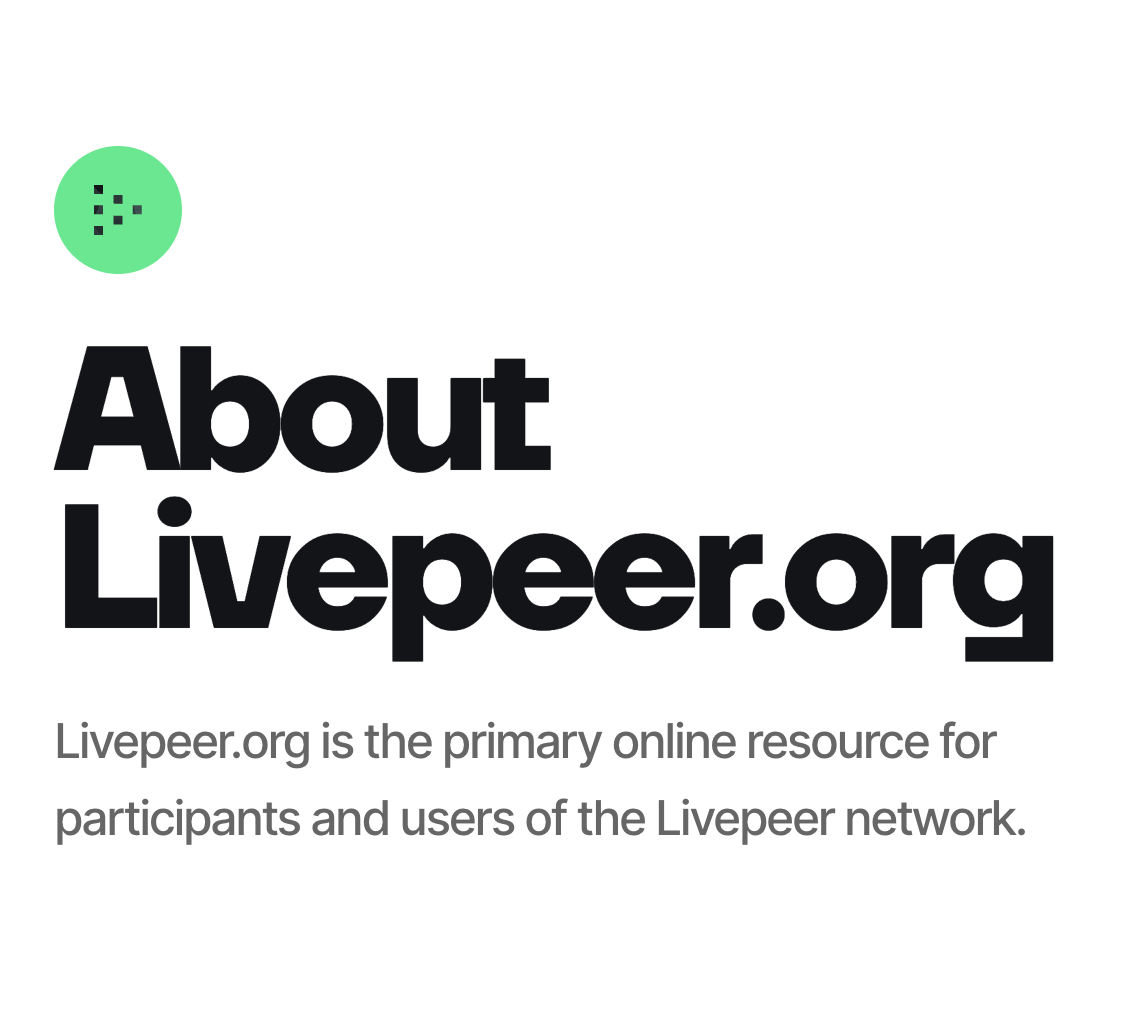 About
Livepeer.org
Livepeer.org is the primary online resource for
participants and users of the Livepeer network.